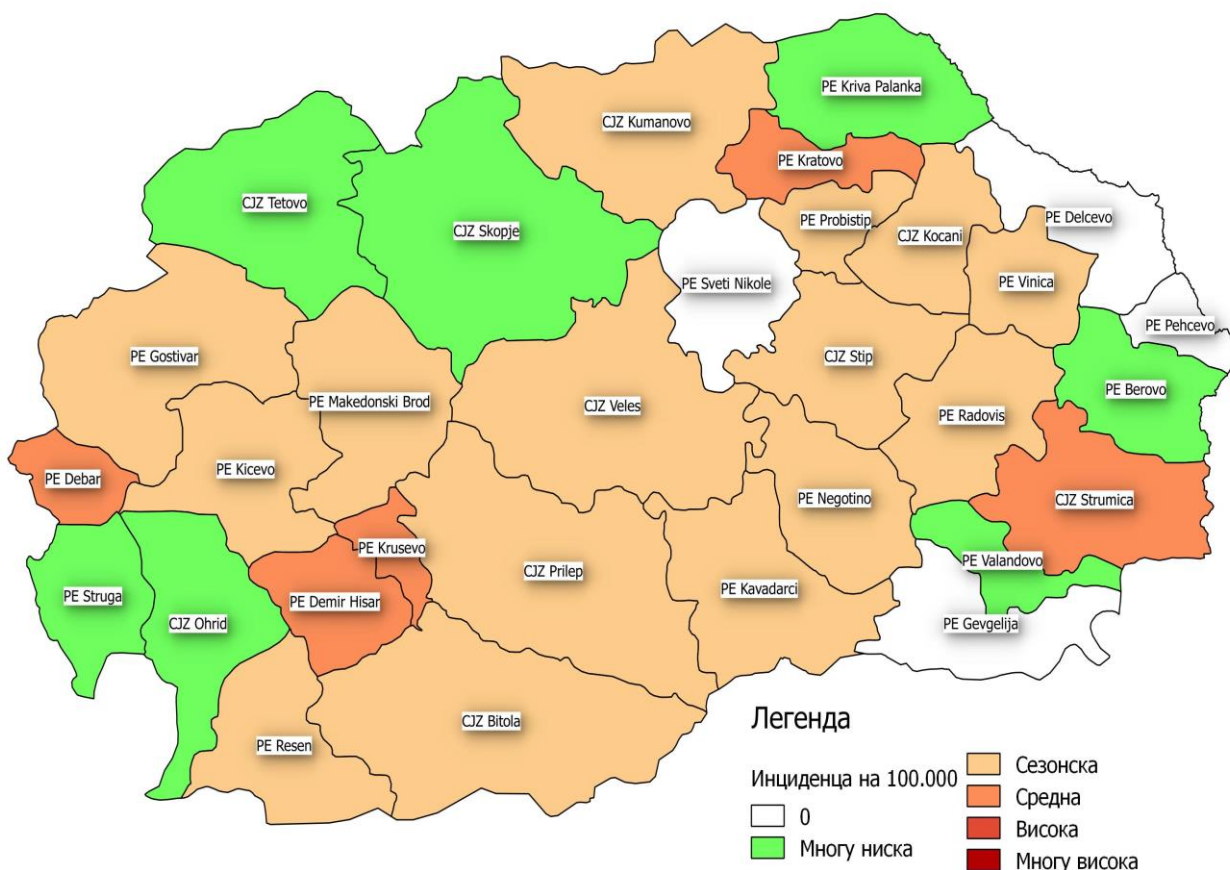 PE Kriva Palanka
CJZ Kumanovo
PE Kratovo
CJZ Tetovo
CJZ Skopje
PE Probistip
CJZ Kocani
PE Delcevo
PE Sveti Nikole
PE Vinica
PE Pehcevo
PE Gostivar
CJZ Stip
PE Makedonski Brod
CJZ Veles
PE Berovo
PE Radovis
PE Debar
PE Kicevo
PE Negotino
CJZ Strumica
PE Krusevo
PE Valandovo
CJZ Prilep
PE Struga
PE Demir Hisar
PE Kavadarci
CJZ Ohrid
PE Gevgelija
CJZ Bitola
PE Resen
Легенда
Инциденца на 100.000
0
Многу ниска
Сезонска
Средна
Висока
Многу висока